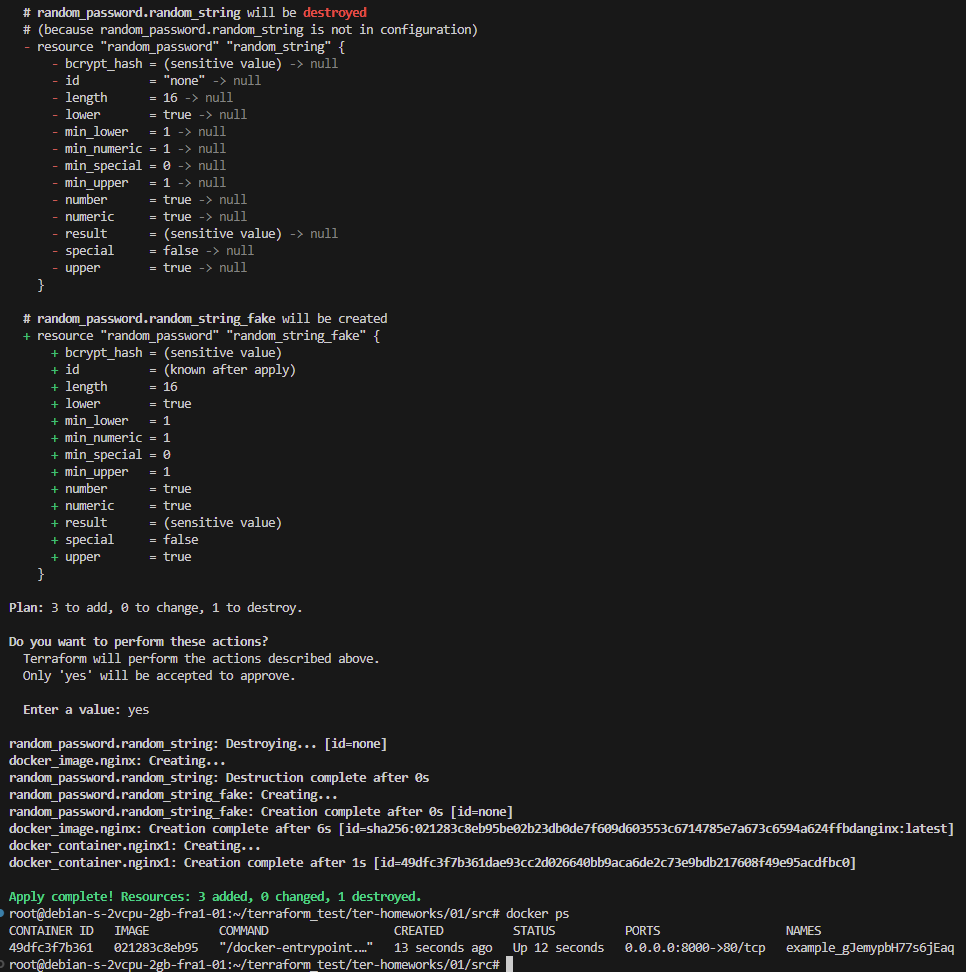 # random_password.random_string will be destroyed
# (because random_password.random_string is not in configuration)
- resource "random_password" "random_string" {
- bcrypt_hash = (sensitive value) -> null
- id          = "none" -> null
- length      = 16 -> null
- lower       = true -> null
- min_lower   = 1 -> null
- min_numeric = 1 -> null
- min_special = 0 -> null
- min_upper   = 1 -> null
- number      = true -> null
- numeric     = true -> null
- result      = (sensitive value) -> null
- special     = false -> null
- upper       = true -> null
}
# random_password.random_string_fake will be created
+ resource "random_password" "random_string_fake" {
+ bcrypt_hash = (sensitive value)
+ id          = (known after apply)
+ length      = 16
+ lower       = true
+ min_lower   = 1
+ min_numeric = 1
+ min_special = 0
+ min_upper   = 1
+ number      = true
+ numeric     = true
+ result      = (sensitive value)
+ special     = false
+ upper       = true
}
Plan: 3 to add, 0 to change, 1 to destroy.
Do you want to perform these actions?
Terraform will perform the actions described above.
Only 'yes' will be accepted to approve.
Enter a value: yes
random_password.random_string: Destroying... [id=none]
docker_image.nginx: Creating...
random_password.random_string: Destruction complete after 0s
random_password.random_string_fake: Creating...
random_password.random_string_fake: Creation complete after 0s [id=none]
docker_image.nginx: Creation complete after 6s [id=sha256:021283c8eb95be02b23db0de7f609d603553c6714785e7a673c6594a624ffbdanginx:latest]
docker_container.nginx1: Creating...
docker_container.nginx1: Creation complete after 1s [id=49dfc3f7b361dae93cc2d026640bb9aca6de2c73e9bdb217608f49e95acdfbc0]
Apply complete! Resources: 3 added, 0 changed, 1 destroyed.
root@debian-s-2vcpu-2gb-fra1-01:~/terraform_test/ter-homeworks/01/src# docker ps
CONTAINER ID   IMAGE          COMMAND                  CREATED          STATUS          PORTS                  NAMES
49dfc3f7b361   021283c8eb95   "/docker-entrypoint.…"   13 seconds ago   Up 12 seconds   0.0.0.0:8000->80/tcp   example_gJemypbH77s6jEaq
root@debian-s-2vcpu-2gb-fra1-01:~/terraform_test/ter-homeworks/01/src#